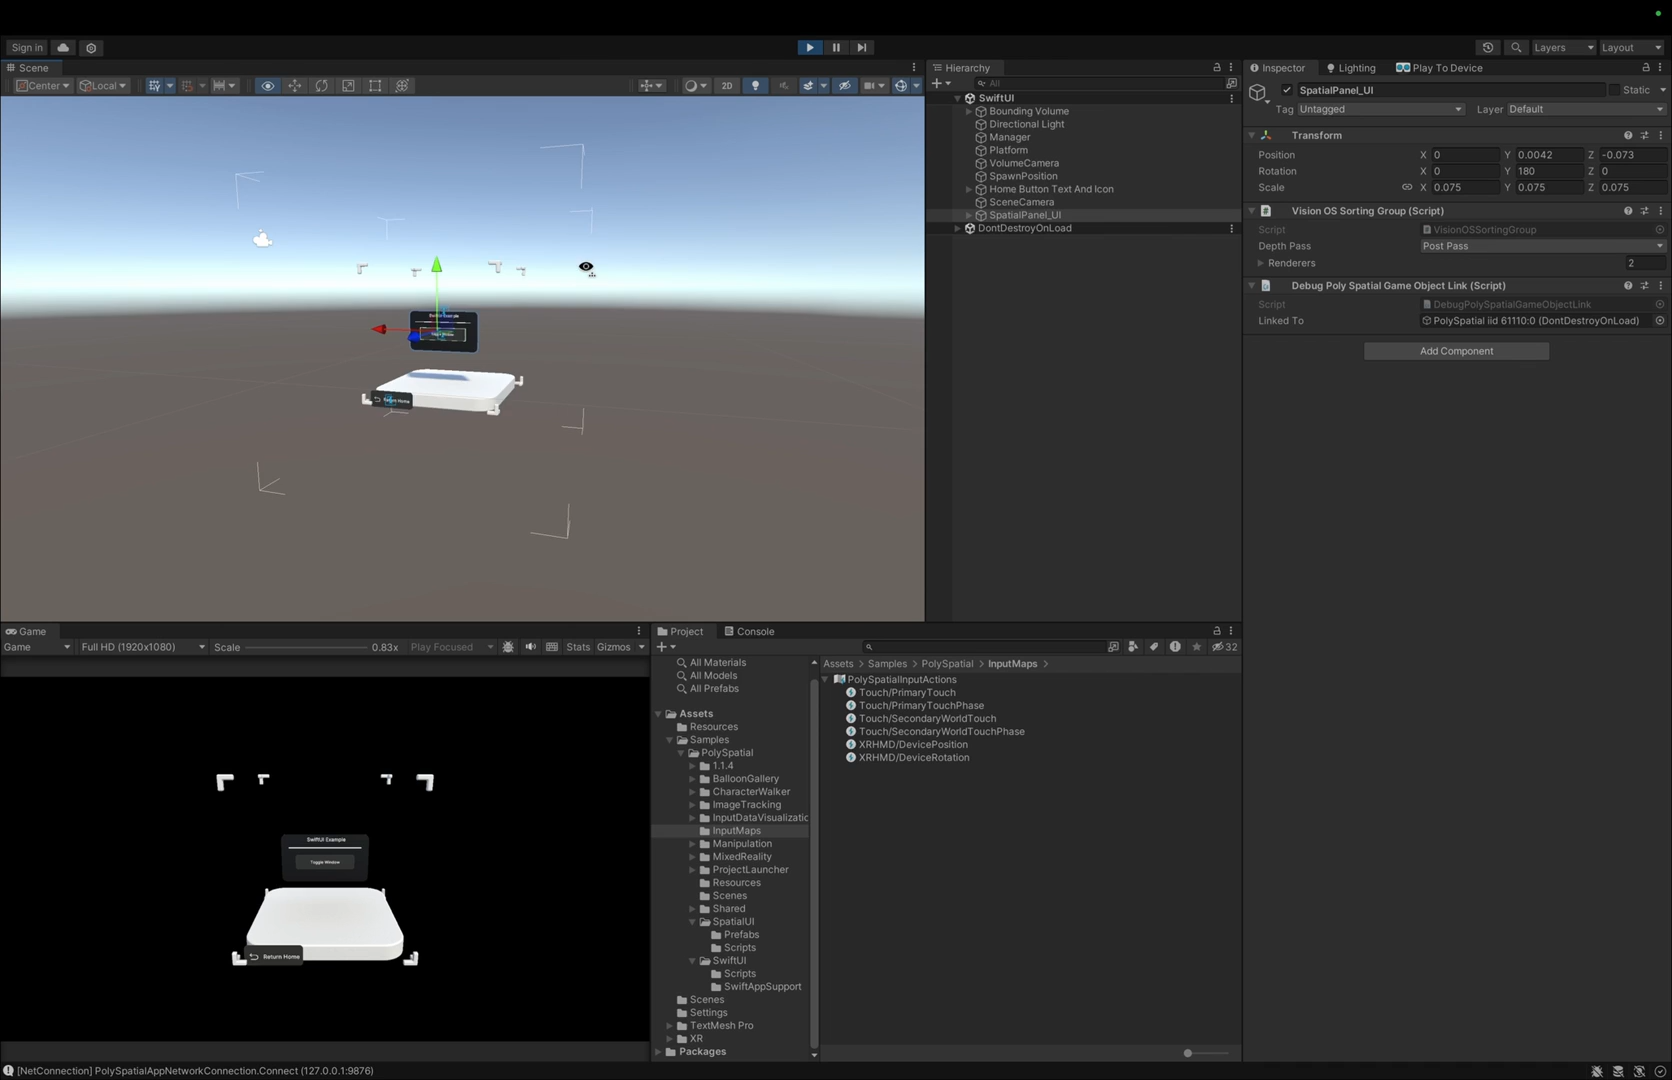 Sign in
Layers
Layout
Scene
Center
Local
2D
SwiftUI Example
Toggle Window
Return Home
Hierarchy
All
SwiftUI
Bounding Volume
Directional Light
Manager
Platform
VolumeCamera
SpawnPosition
Home Button Text And Icon
SceneCamera
SpatialPanel_UI
DontDestroyOnLoad
Inspector
Lighting
Play To Device
SpatialPanel_UI
Static
Tag Untagged
Layer Default
Transform
Position X 0 Y 0.0042 Z -0.073
Rotation X 0 Y 180 Z 0
Scale X 0.075 Y 0.075 Z 0.075
# Vision OS Sorting Group (Script)
Script VisionOSSortingGroup
Depth Pass Post Pass
Renderers 2
Debug Poly Spatial Game Object Link (Script)
Script DebugPolySpatialGameObjectLink
Linked To PolySpatial iid 61110:0 (DontDestroyOnLoad)
Add Component
Game
Game Full HD (1920x1080) Scale 0.83x Play Focused Stats Gizmos
SwiftUI Example
Toggle Window
Return Home
Project
Console
32
All Materials
All Models
All Prefabs
Assets
Resources
Samples
PolySpatial
1.1.4
BalloonGallery
CharacterWalker
ImageTracking
InputDataVisualizatic
InputMaps
Manipulation
MixedReality
ProjectLauncher
Resources
Scenes
Shared
SpatialUI
Prefabs
Scripts
SwiftUI
Scripts
SwiftAppSupport
Scenes
Settings
TextMesh Pro
XR
Packages
Assets > Samples > PolySpatial > InputMaps >
PolySpatialInputActions
Touch/PrimaryTouch
Touch/PrimaryTouchPhase
Touch/SecondaryWorldTouch
Touch/SecondaryWorldTouchPhase
XRHMD/DevicePosition
XRHMD/DeviceRotation
[NetConnection] PolySpatialAppNetworkConnection.Connect (127.0.0.1:9876)